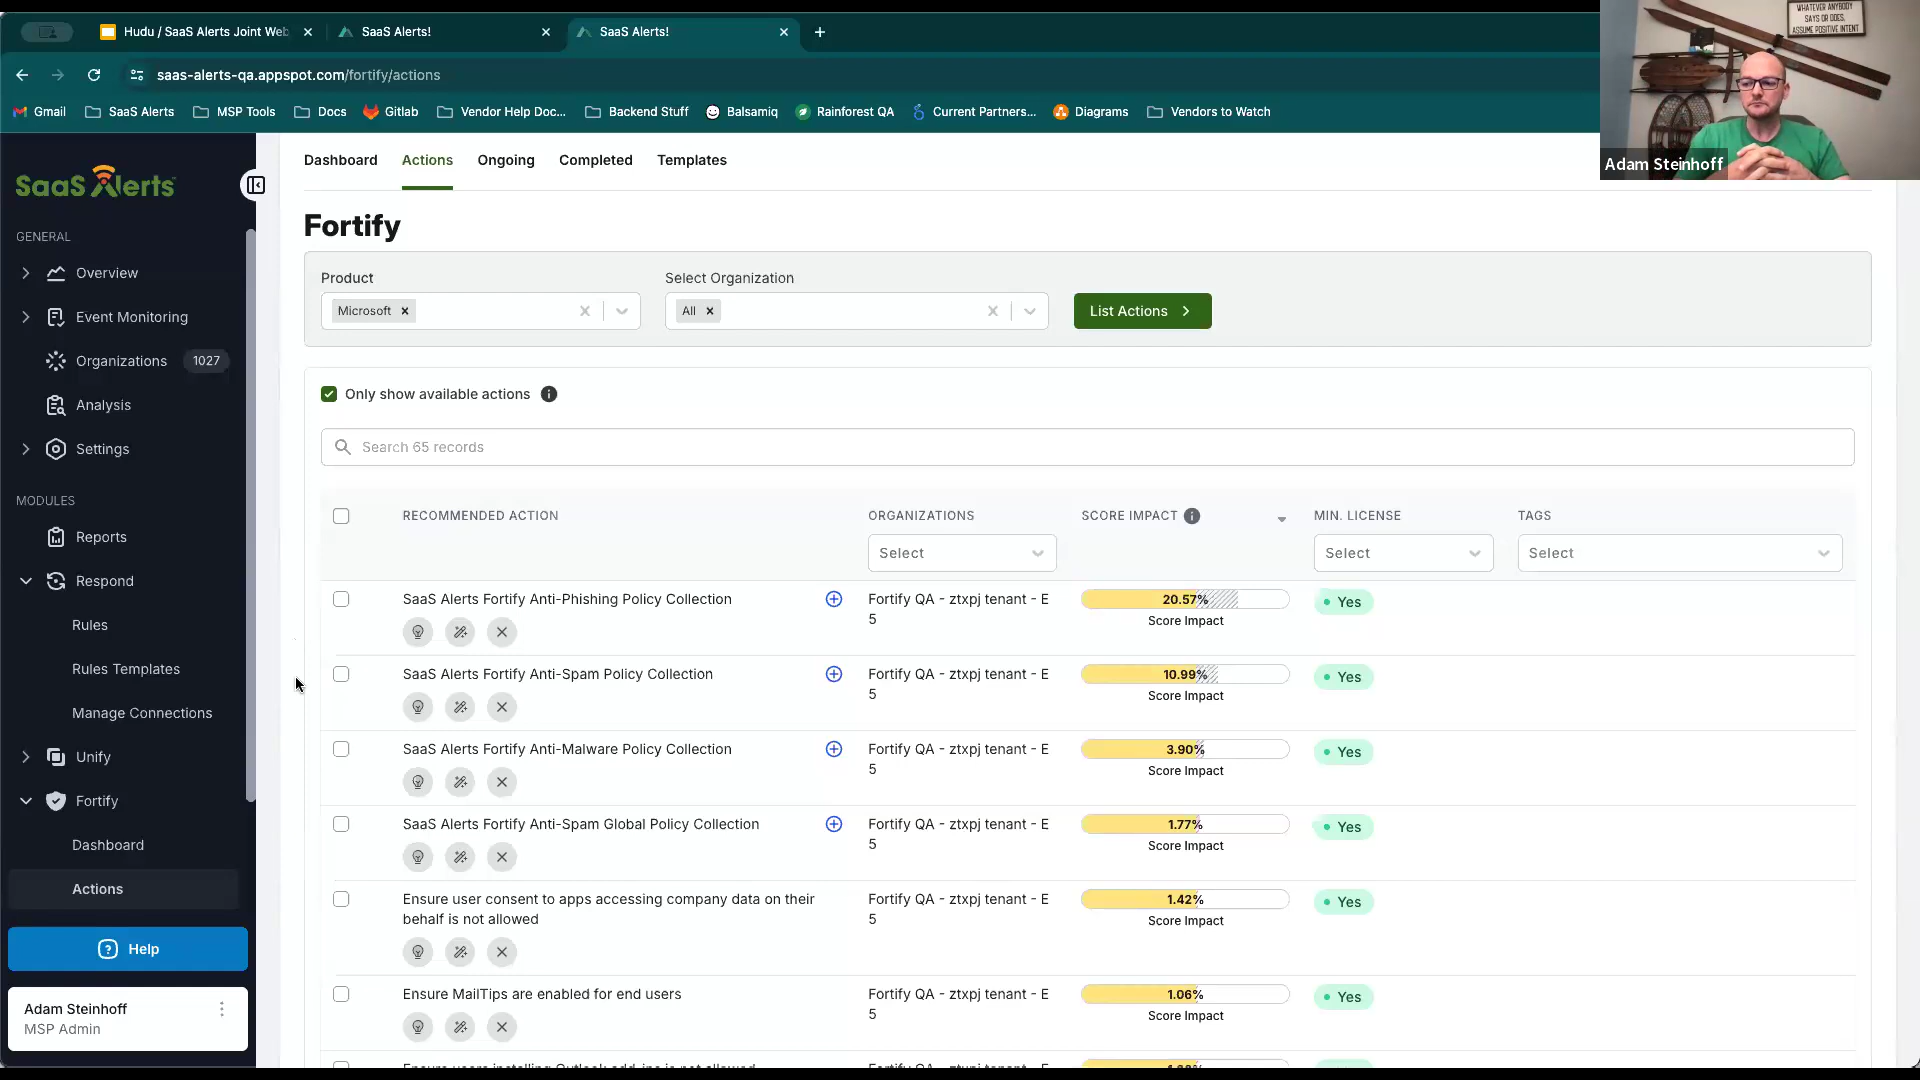 Hudu / SaaS Alerts Joint Web
SaaS Alerts!
SaaS Alerts!
saas-alerts-qa.appspot.com/fortify/actions
Gmail
SaaS Alerts
MSP Tools
Docs
Gitlab
Vendor Help Doc...
Backend Stuff
Balsamiq
Rainforest QA
Current Partners...
Diagrams
Vendors to Watch
WHATEVER ANYBODY
SAYS OR DOES,
ASSUME POSITIVE INTENT
Adam Steinhoff
SaaS Alerts
GENERAL
Overview
Event Monitoring
Organizations 1027
Analysis
Settings
MODULES
Reports
Respond
Rules
Rules Templates
Manage Connections
Unify
Fortify
Dashboard
Actions
Help
Adam Steinhoff
MSP Admin
Dashboard Actions Ongoing Completed Templates
Fortify
Product
Microsoft
Select Organization
All
List Actions
Only show available actions
Search 65 records
RECOMMENDED ACTION ORGANIZATIONS SCORE IMPACT MIN. LICENSE TAGS
Select Select Select
SaaS Alerts Fortify Anti-Phishing Policy Collection
Fortify QA - ztxpj tenant - E
5
20.57%
Score Impact
Yes
SaaS Alerts Fortify Anti-Spam Policy Collection
Fortify QA - ztxpj tenant - E
5
10.99%
Score Impact
Yes
SaaS Alerts Fortify Anti-Malware Policy Collection
Fortify QA - ztxpj tenant - E
5
3.90%
Score Impact
Yes
SaaS Alerts Fortify Anti-Spam Global Policy Collection
Fortify QA - ztxpj tenant - E
5
1.77%
Score Impact
Yes
Ensure user consent to apps accessing company data on their
behalf is not allowed
Fortify QA - ztxpj tenant - E
5
1.42%
Score Impact
Yes
Ensure MailTips are enabled for end users
Fortify QA - ztxpj tenant - E
5
1.06%
Score Impact
Yes
Ensure users installing Outlook add-ins is not allowed
Fortify QA - ztxpj tenant - E